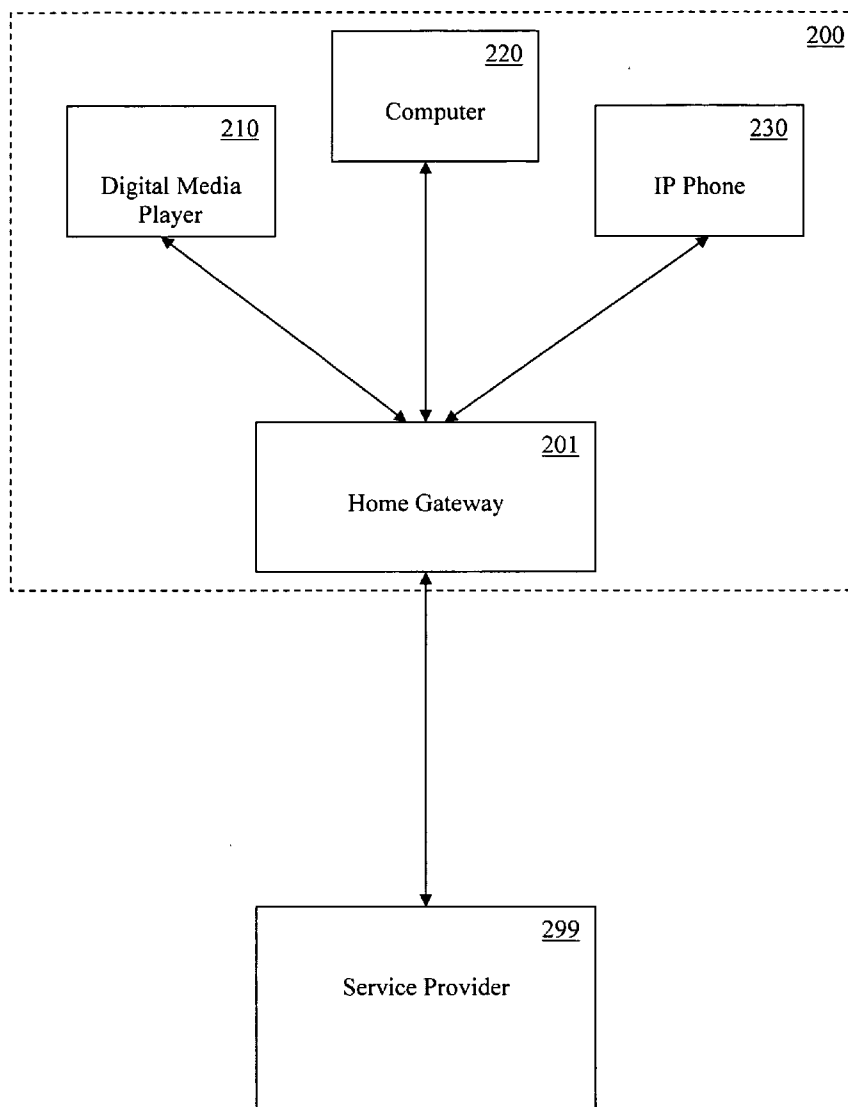 200
220
Computer
210
Digital Media
Player
230
IP Phone
201
Home Gateway
299
Service Provider